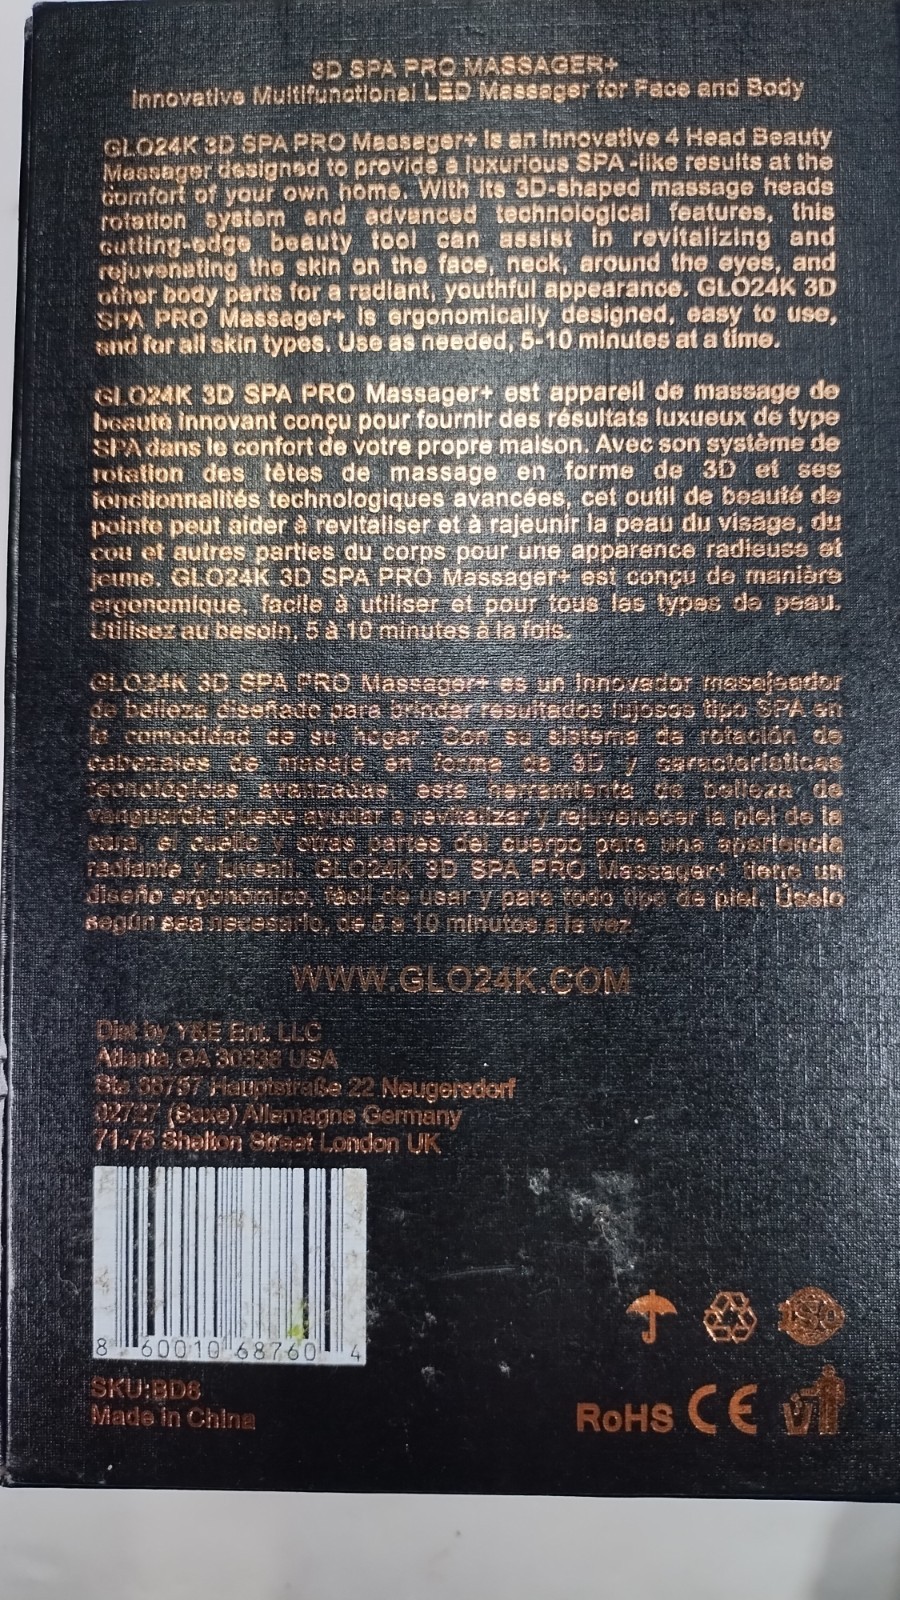 3D SPA PRO MASSAGER+
Innovative Multifunctional LED Massager for Face and Body
GLO24K 3D SPA PRO Massager+ is an Innovative 4 Head Beauty
Massager designed to provide a luxurious SPA -like results at the
comfort of your own home. With its 3D-shaped massage heads
rotation system and advanced technological features, this
cutting-edge beauty tool can assist in revitalizing and
rejuvenating the skin on the face, neck, around the eyes, and
other body parts for a radiant, youthful appearance. GLO24K 3D
SPA PRO Massager+ is ergonomically designed, easy to use,
and for all skin types. Use as needed, 5-10 minutes at a time.
GLO24K 3D SPA PRO Massager+ est appareil de massage de
beauté innovant conçu pour fournir des résultats luxueux de type
SPA dans le confort de votre propre maison. Avec son système de
rotation des têtes de massage en forme de 3D et ses
fonctionnalités technologiques avancées, cet outil de beauté de
pointe peut aider à revitaliser et à rajeunir la peau du visage, du
cou et autres parties du corps pour une apparence radieuse et
jeune. GLO24K 3D SPA PRO Massager+ est conçu de manière
ergonomique, facile à utiliser et pour tous les types de peau.
Utilisez au besoin, 5 à 10 minutes à la fois.
GLO24K 3D SPA PRO Massager+ es un innovador masajeador
de belleza diseñado para brindar resultados lujosos tipo SPA en
la comodidad de su hogar. Con su sistema de rotación de
cabezales de masaje en forma de 3D y características
tecnológicas avanzadas esta herramienta de belleza de
vanguardia puede ayudar a revitalizar y rejuvenecer la piel de la
cara, el cuello y otras partes del cuerpo para una apariencia
radiante y juvenil. GLO24K 3D SPA PRO Massager+ tiene un
diseño ergonómico, fácil de usar y para todo tipo de piel. Úselo
según sea necesario, de 5 a 10 minutos a la vez.
WWW.GLO24K.COM
Dist by Y&E Ent. LLC
Atlanta, GA 30338 USA
Ste 38757 Hauptstraße 22 Neugersdorf
02727 (Saxe) Allemagne Germany
71-75 Shelton Street London UK
8 60010 68760 4
SKU:BD8
Made in China
ISO
RoHS CE